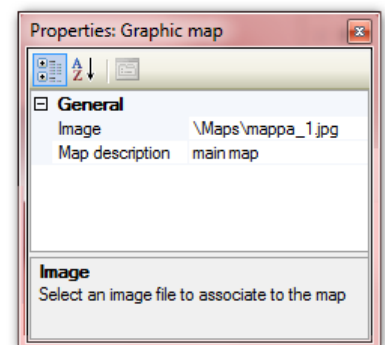 Properties: Graphic map
General
Image \Maps\mappa_1.jpg
Map description main map
Image
Select an image file to associate to the map